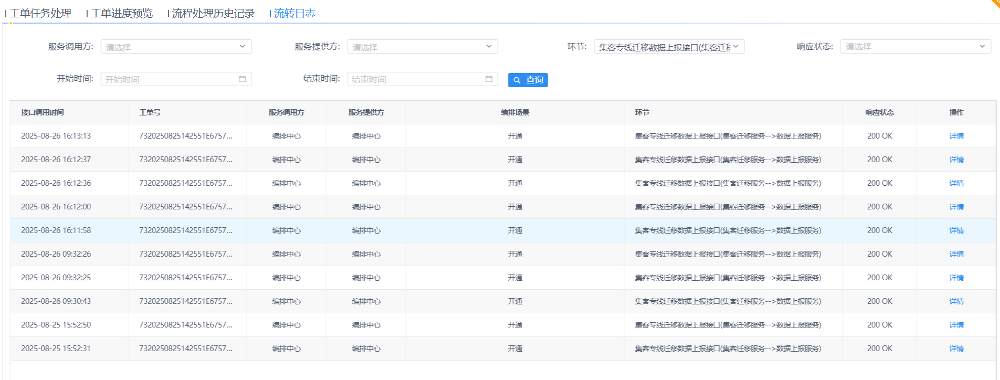 工单任务处理 工单进度预览 流程处理历史记录 流转日志
服务调用方: 请选择 服务提供方: 请选择 环节: 集客专线迁移数据上报接口(集客迁移 响应状态: 请选择
开始时间: 开始时间 结束时间: 结束时间 查询
接口调用时间 工单号 服务调用方 服务提供方 编排场景 环节 响应状态 操作
2025-08-26 16:13:13 7320250825142551E6757... 编排中心 编排中心 开通 集客专线迁移数据上报接口(集客迁移服务-->数据上报服务) 200 OK 详情
2025-08-26 16:12:37 7320250825142551E6757... 编排中心 编排中心 开通 集客专线迁移数据上报接口(集客迁移服务-->数据上报服务) 200 OK 详情
2025-08-26 16:12:36 7320250825142551E6757... 编排中心 编排中心 开通 集客专线迁移数据上报接口(集客迁移服务-->数据上报服务) 200 OK 详情
2025-08-26 16:12:00 7320250825142551E6757... 编排中心 编排中心 开通 集客专线迁移数据上报接口(集客迁移服务-->数据上报服务) 200 OK 详情
2025-08-26 16:11:58 7320250825142551E6757... 编排中心 编排中心 开通 集客专线迁移数据上报接口(集客迁移服务-->数据上报服务) 200 OK 详情
2025-08-26 09:32:26 7320250825142551E6757... 编排中心 编排中心 开通 集客专线迁移数据上报接口(集客迁移服务-->数据上报服务) 200 OK 详情
2025-08-26 09:32:25 7320250825142551E6757... 编排中心 编排中心 开通 集客专线迁移数据上报接口(集客迁移服务-->数据上报服务) 200 OK 详情
2025-08-26 09:30:43 7320250825142551E6757... 编排中心 编排中心 开通 集客专线迁移数据上报接口(集客迁移服务-->数据上报服务) 200 OK 详情
2025-08-25 15:52:50 7320250825142551E6757... 编排中心 编排中心 开通 集客专线迁移数据上报接口(集客迁移服务-->数据上报服务) 200 OK 详情
2025-08-25 15:52:31 7320250825142551E6757... 编排中心 编排中心 开通 集客专线迁移数据上报接口(集客迁移服务-->数据上报服务) 200 OK 详情